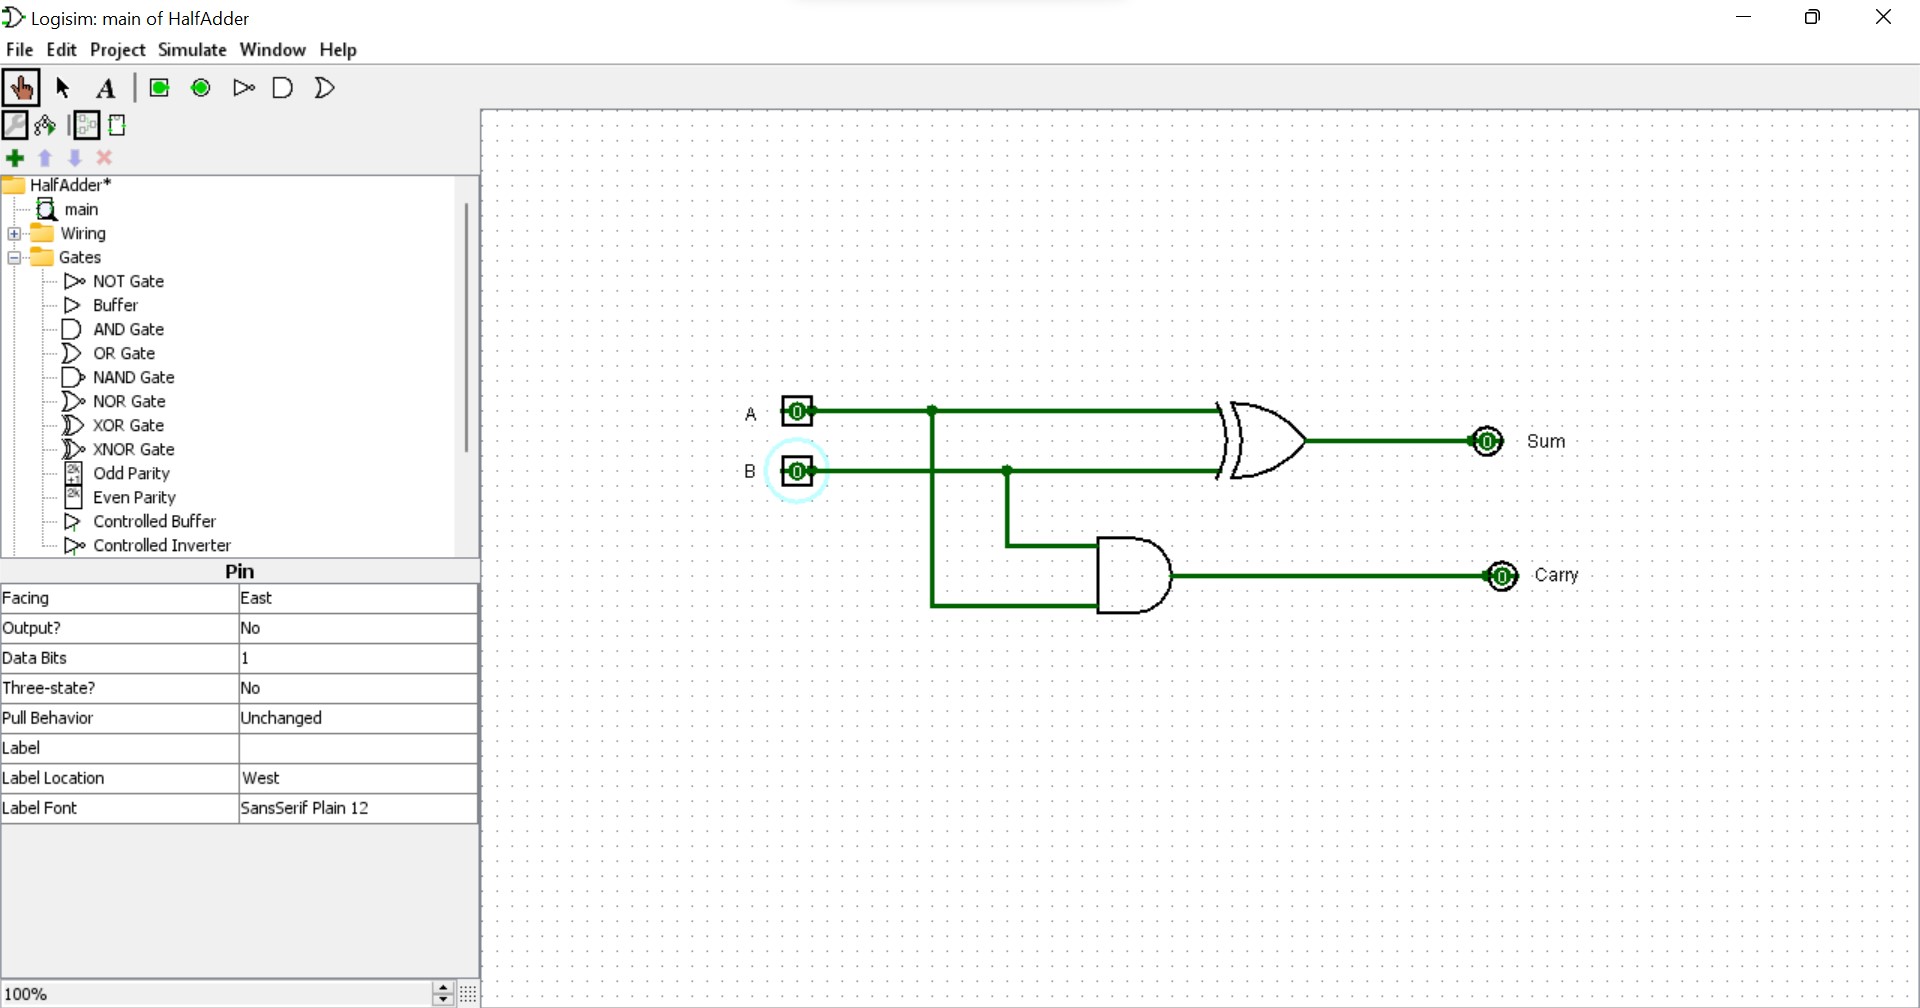 Logisim: main of HalfAdder
File Edit Project Simulate Window Help
A
HalfAdder*
main
Wiring
Gates
NOT Gate
Buffer
AND Gate
OR Gate
NAND Gate
NOR Gate
XOR Gate
XNOR Gate
2k+1 Odd Parity
2k Even Parity
Controlled Buffer
Controlled Inverter
Pin
Facing East
Output? No
Data Bits 1
Three-state? No
Pull Behavior Unchanged
Label
Label Location West
Label Font SansSerif Plain 12
100%
A 0
B 0
0 Sum
0 Carry